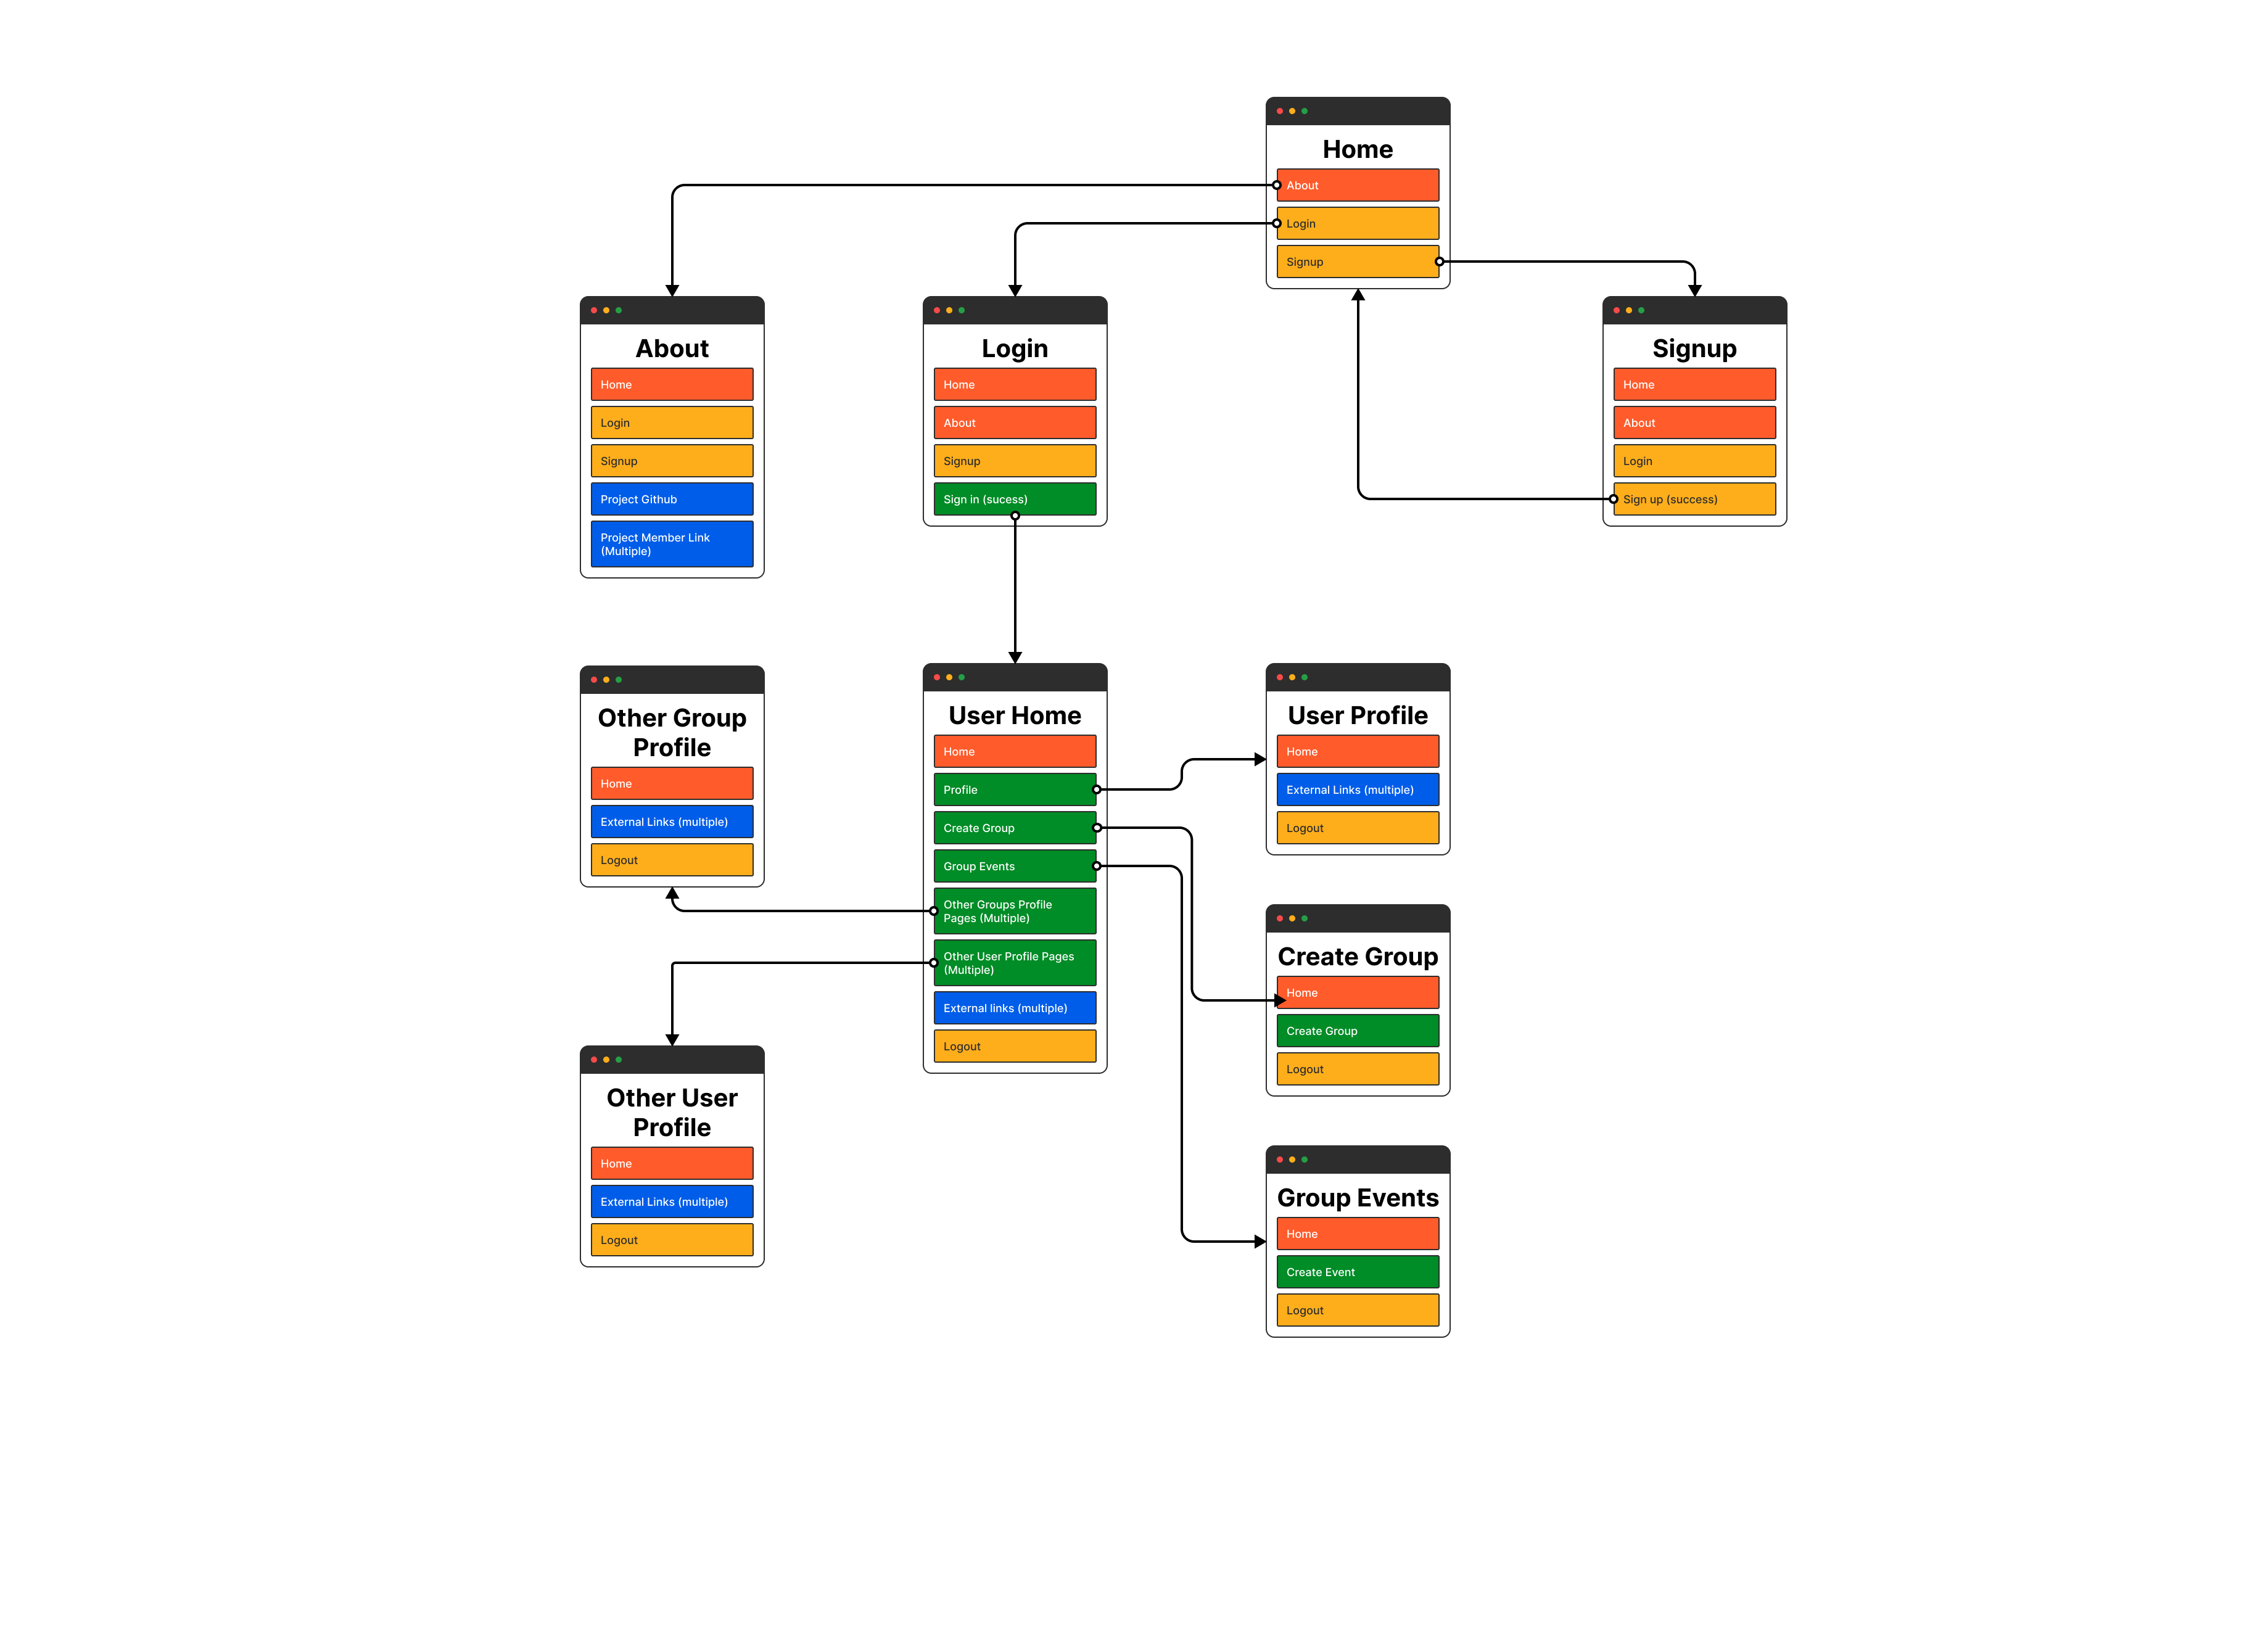 Home
About
Login
Signup
About
Home
Login
Signup
Project Github
Project Member Link
(Multiple)
Login
Home
About
Signup
Sign in (sucess)
Signup
Home
About
Login
Sign up (success)
Other Group
Profile
Home
External Links (multiple)
Logout
User Home
Home
Profile
Create Group
Group Events
Other Groups Profile
Pages (Multiple)
Other User Profile Pages
(Multiple)
External links (multiple)
Logout
User Profile
Home
External Links (multiple)
Logout
Create Group
Home
Create Group
Logout
Other User
Profile
Home
External Links (multiple)
Logout
Group Events
Home
Create Event
Logout